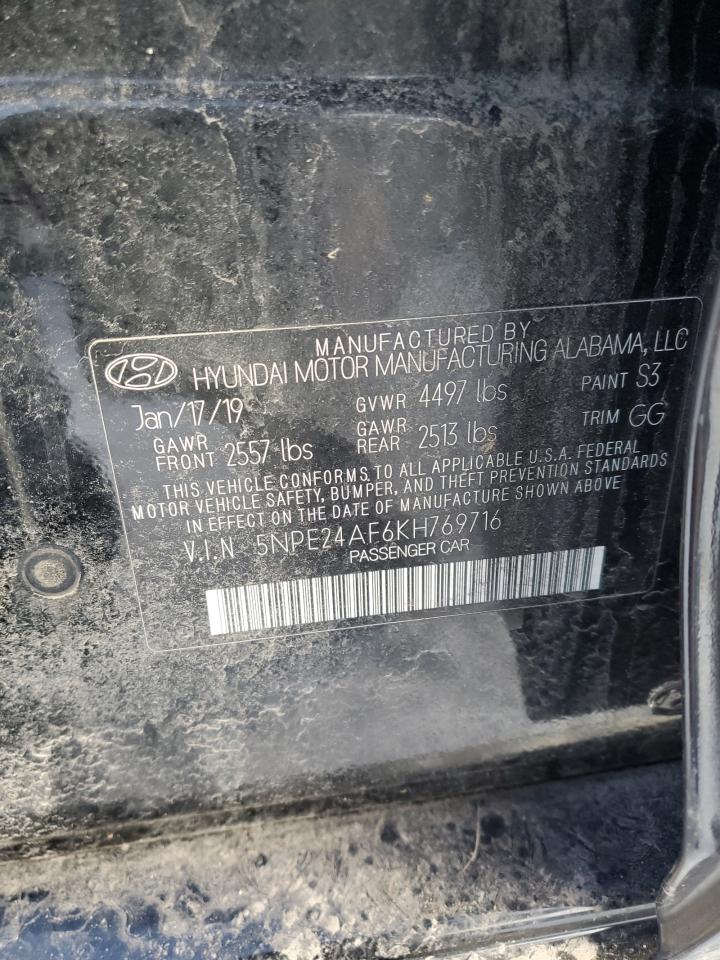 MANUFACTURED BY
HYUNDAI MOTOR MANUFACTURING ALABAMA, LLC
Jan/17/19 GVWR 4497 lbs PAINT S3
GAWR FRONT 2557 lbs GAWR REAR 2513 lbs TRIM GG
THIS VEHICLE CONFORMS TO ALL APPLICABLE U.S.A. FEDERAL
MOTOR VEHICLE SAFETY, BUMPER, AND THEFT PREVENTION STANDARDS
IN EFFECT ON THE DATE OF MANUFACTURE SHOWN ABOVE
V.I.N 5NPE24AF6KH769716
PASSENGER CAR